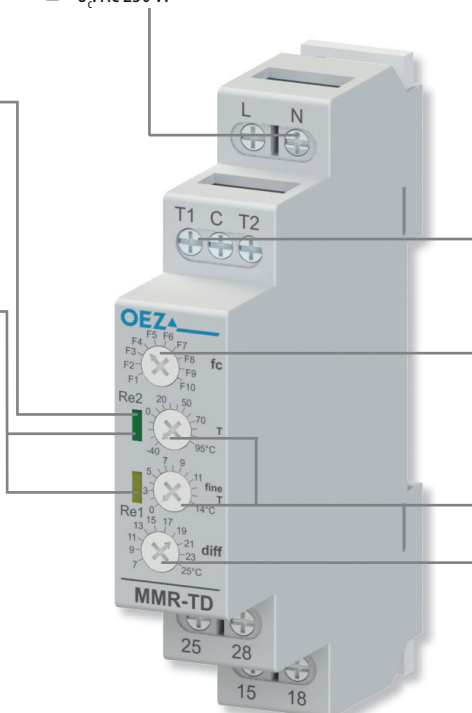 L N
T1 C T2
OEZ
F1 F2 F3 F4 F5 F6 F7 F8 F9 F10 fc
Re2
-40 0 20 50 70 95°C T
0 3 5 7 9 11 14°C fine T
Re1
7 9 11 13 15 17 19 21 23 25°C diff
MMR-TD
25 28
15 18